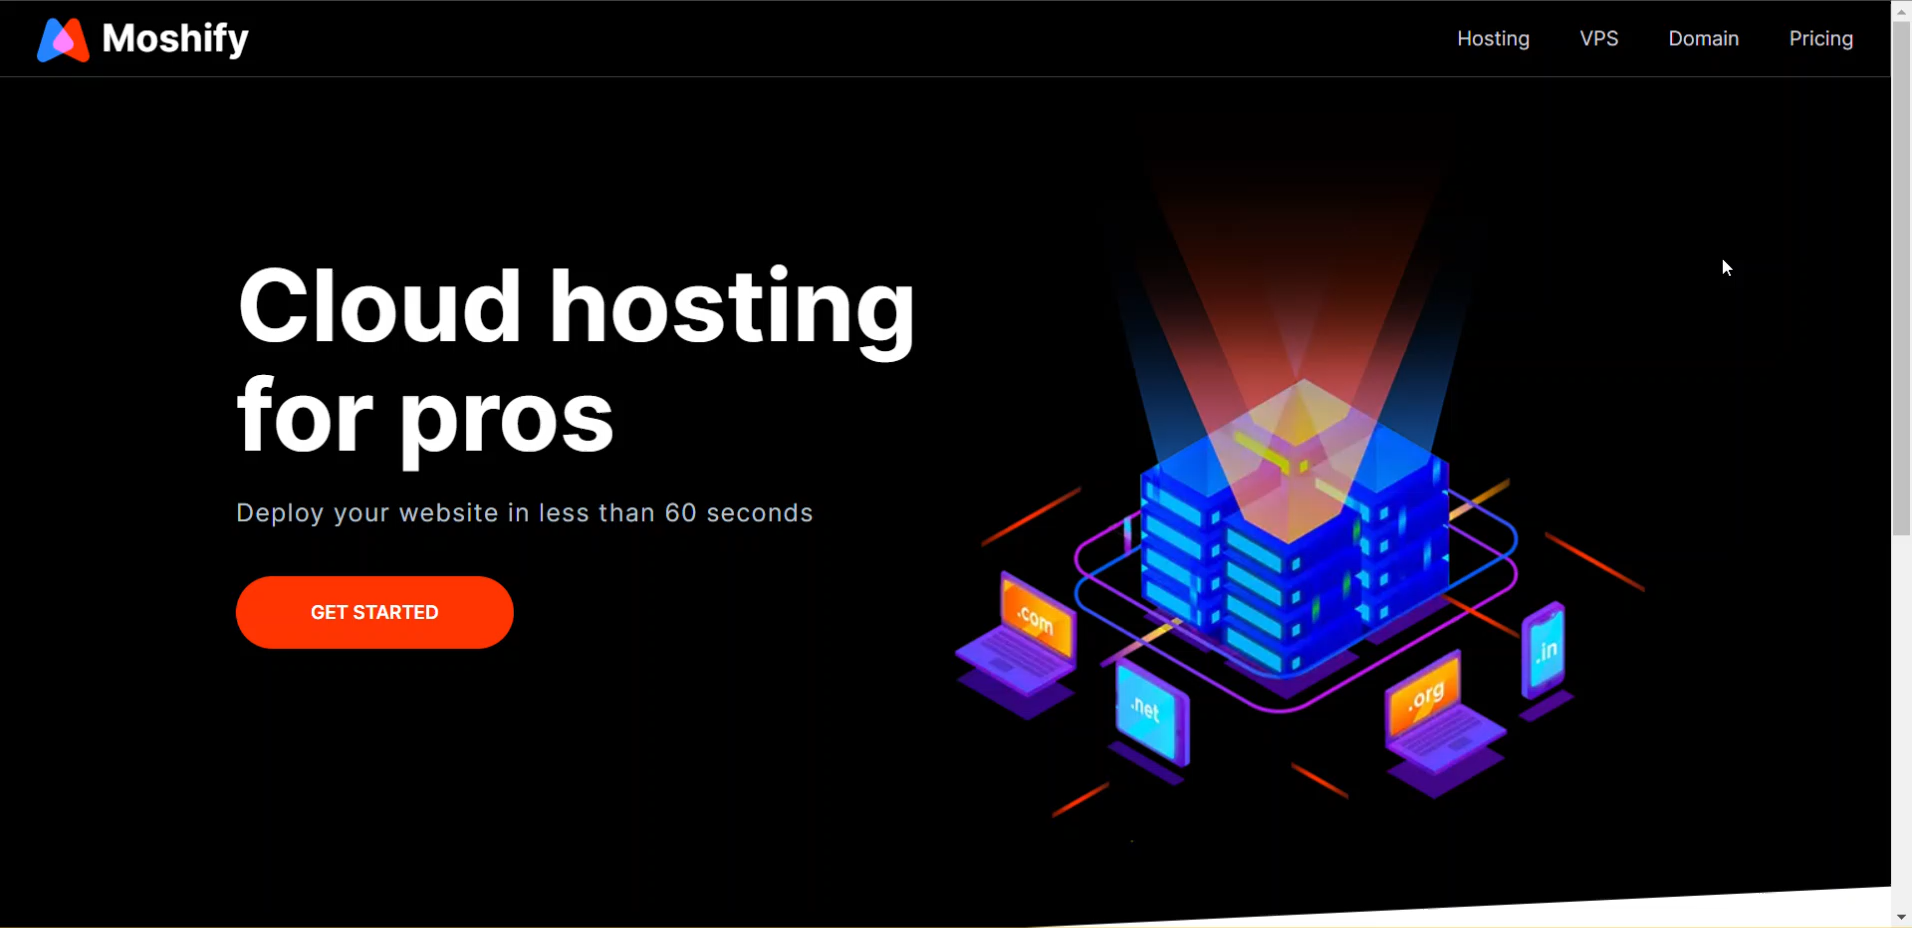 Moshify
Hosting VPS Domain Pricing
Cloud hosting
for pros
Deploy your website in less than 60 seconds
GET STARTED
.com
.net
.org
.in